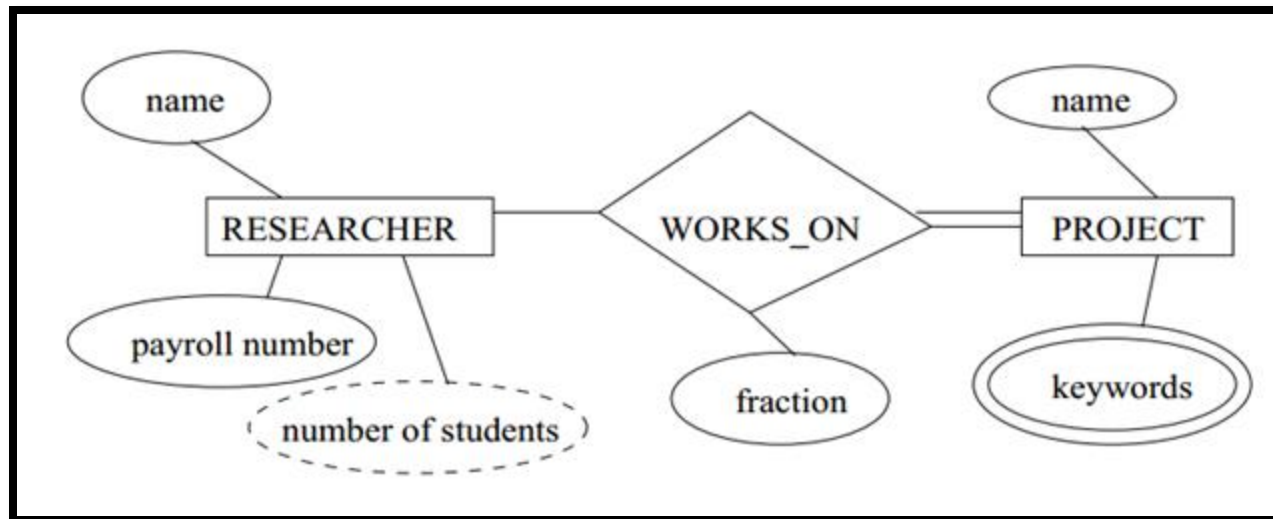 name
name
RESEARCHER
WORKS_ON
PROJECT
payroll number
keywords
fraction
number of students